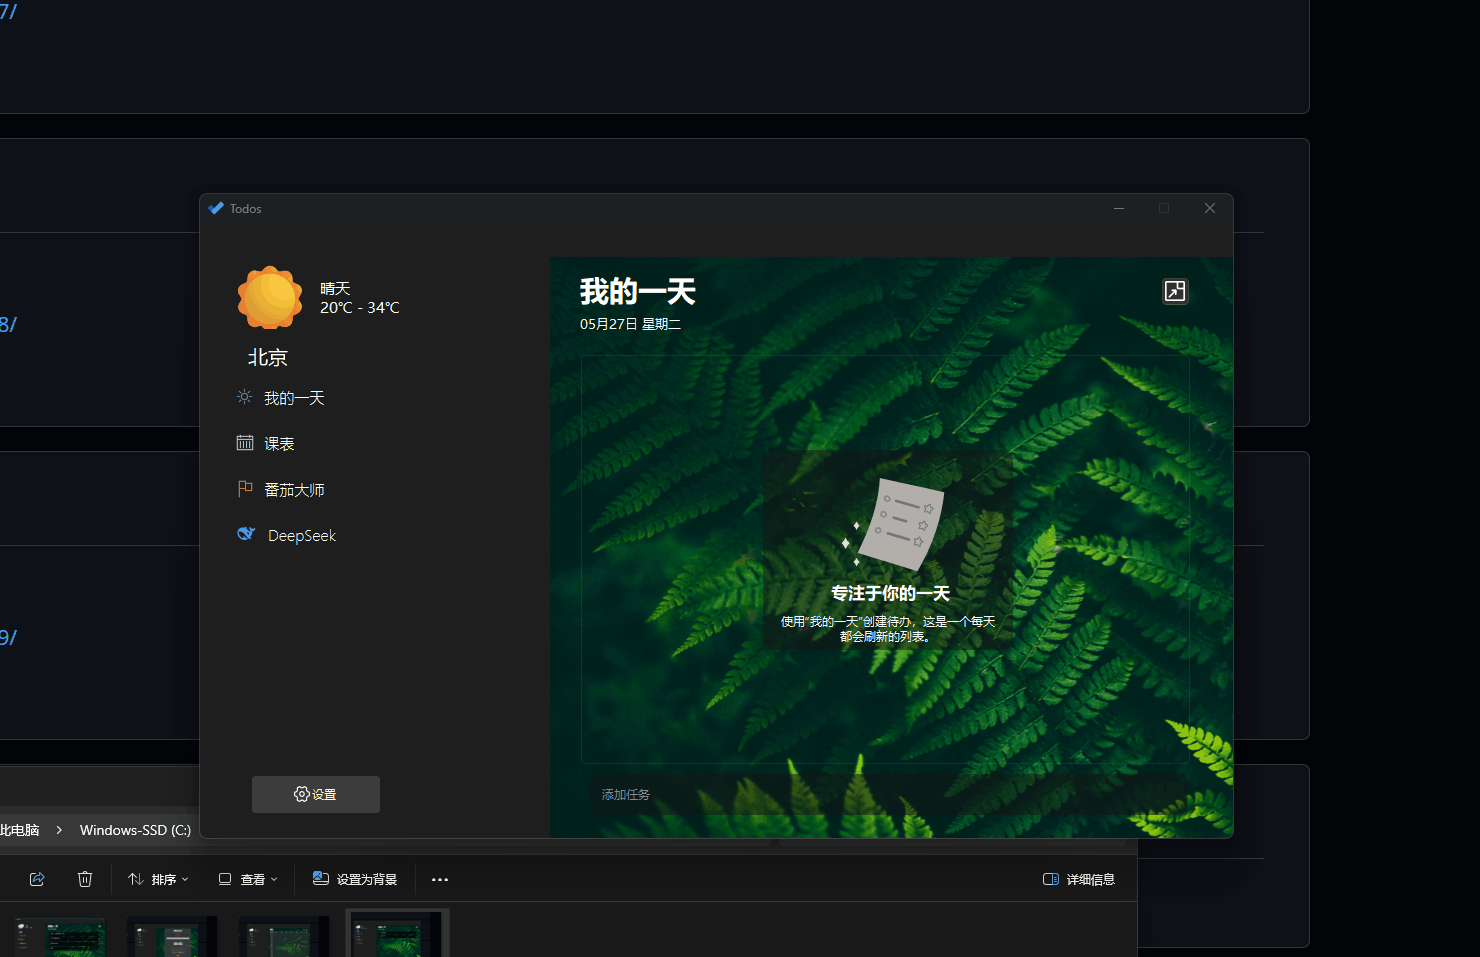 7/
8/
9/
Todos
晴天
20℃ - 34℃
北京
我的一天
课表
番茄大师
DeepSeek
设置
我的一天
05月27日 星期二
专注于你的一天
使用“我的一天”创建待办，这是一个每天
都会刷新的列表。
添加任务
此电脑 > Windows-SSD (C:)
排序 查看 设置为背景 ••• 详细信息